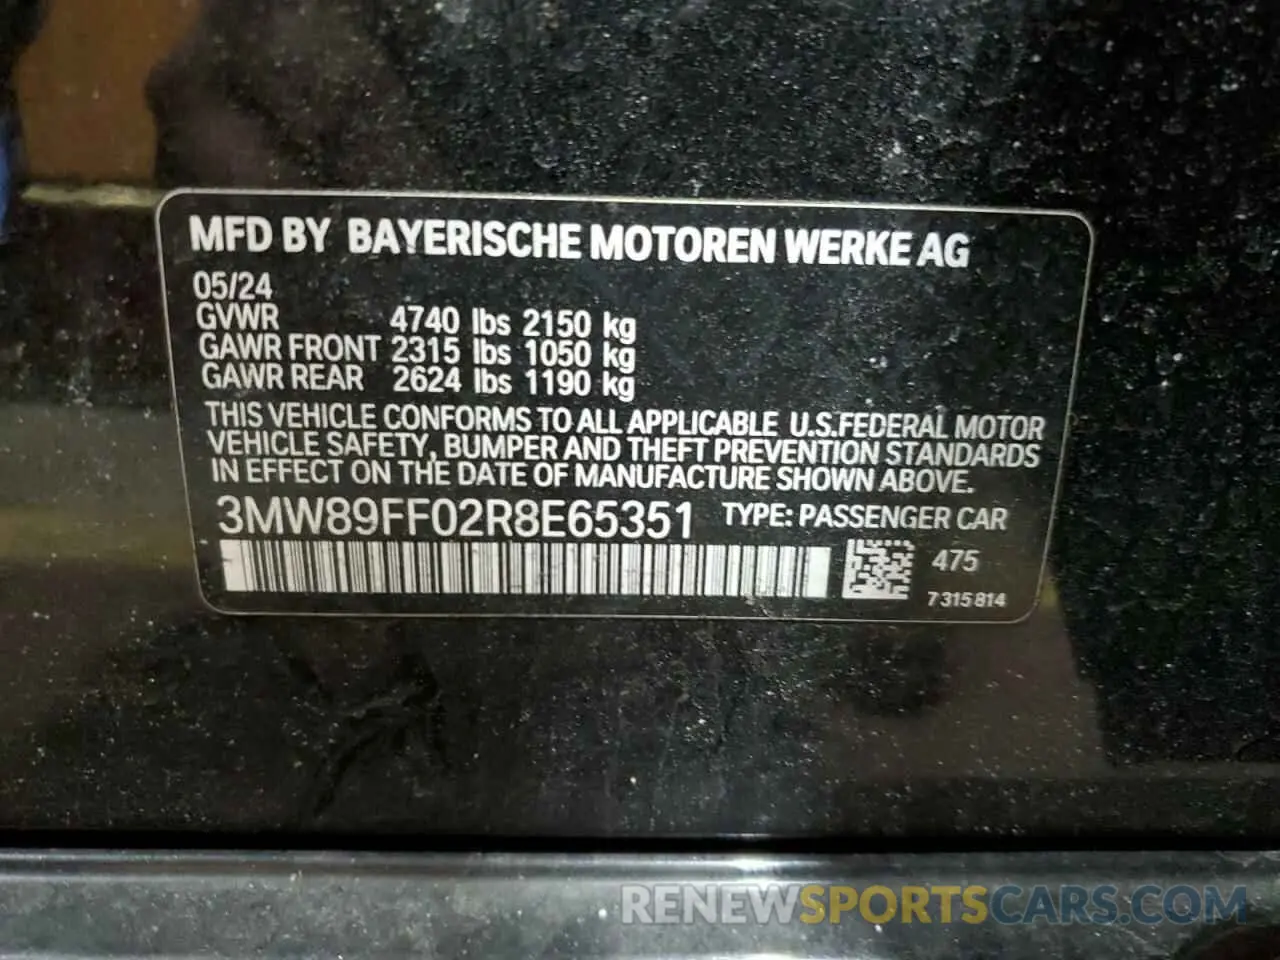 MFD BY BAYERISCHE MOTOREN WERKE AG
05/24
GVWR 4740 lbs 2150 kg
GAWR FRONT 2315 lbs 1050 kg
GAWR REAR 2624 lbs 1190 kg
THIS VEHICLE CONFORMS TO ALL APPLICABLE U.S.FEDERAL MOTOR
VEHICLE SAFETY, BUMPER AND THEFT PREVENTION STANDARDS
IN EFFECT ON THE DATE OF MANUFACTURE SHOWN ABOVE.
3MW89FF02R8E65351 TYPE: PASSENGER CAR
475
7315814
RENEWSPORTSCARS.COM